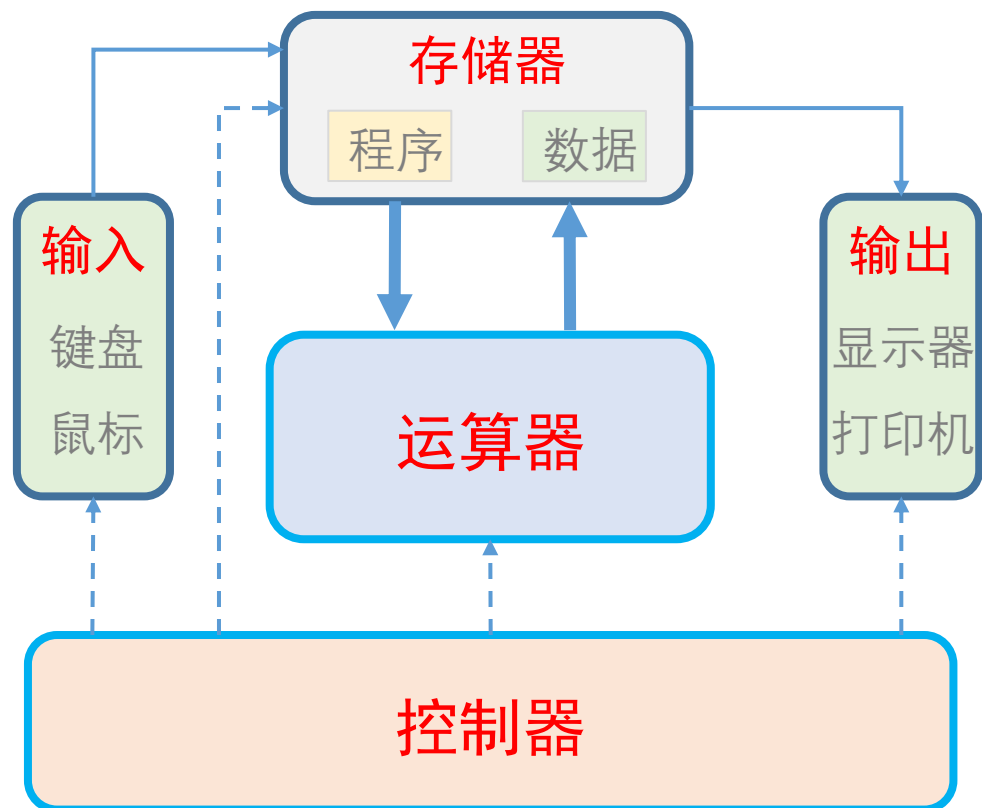 存储器
程序 数据
输入
键盘
鼠标
运算器
输出
显示器
打印机
控制器